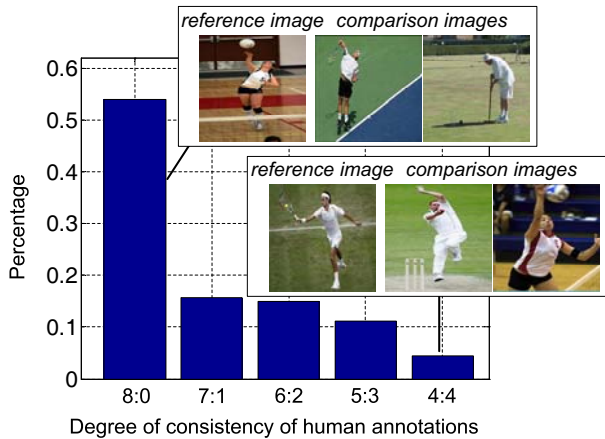 reference image comparison images
reference image comparison images
0.6
0.5
0.4
0.3
0.2
0.1
0
Percentage
8:0 7:1 6:2 5:3 4:4
Degree of consistency of human annotations